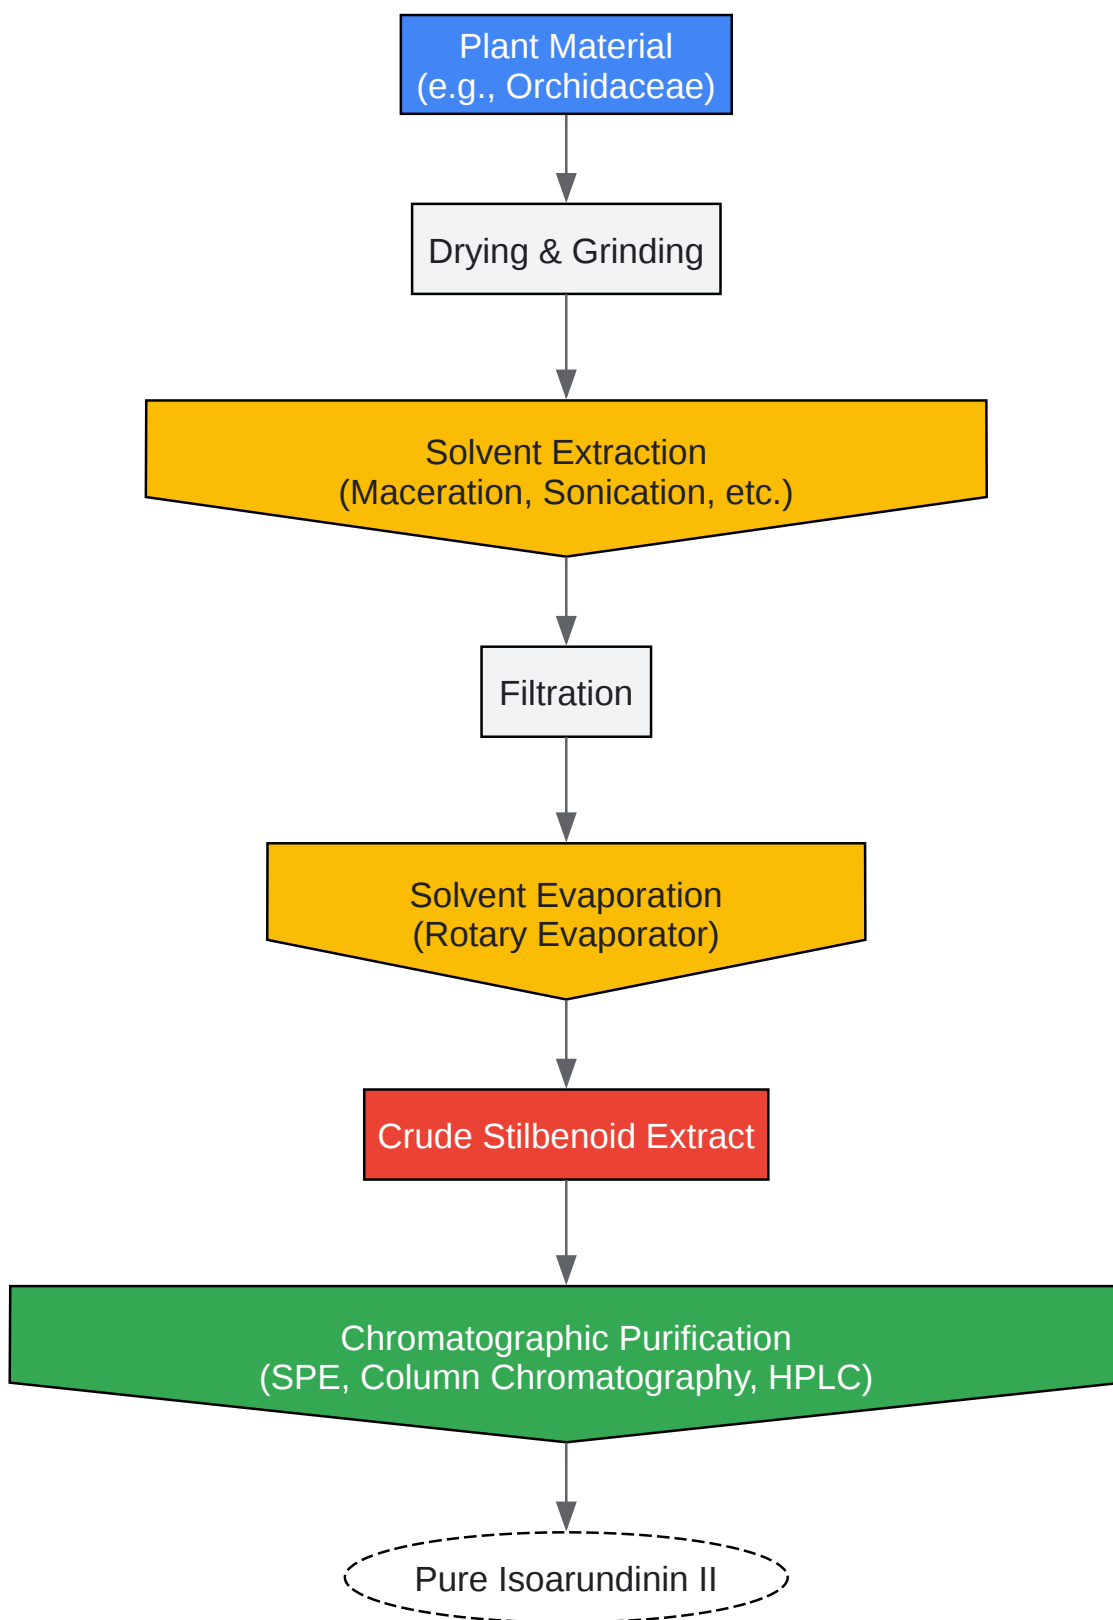 Plant Material
(e.g., Orchidaceae)
Drying & Grinding
Solvent Extraction
(Maceration, Sonication, etc.)
Filtration
Solvent Evaporation
(Rotary Evaporator)
Crude Stilbenoid Extract
Chromatographic Purification
(SPE, Column Chromatography, HPLC)
Pure Isoarundinin II